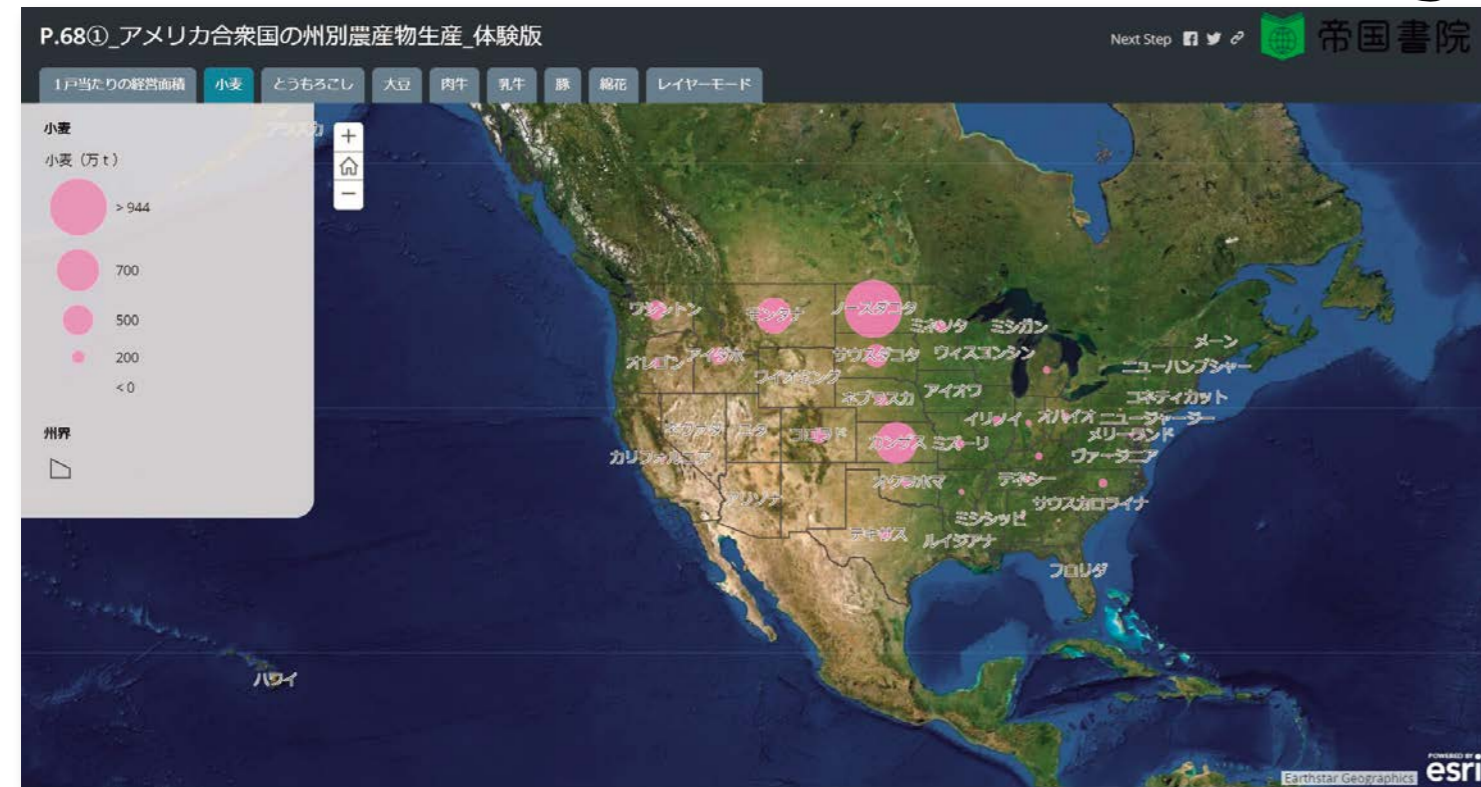 P.68①_アメリカ合衆国の州別農産物生産_体験版
Next Step
帝国書院
1戸当たりの経営面積
小麦
とうもろこし
大豆
肉牛
乳牛
豚
綿花
レイヤーモード
小麦
小麦（万ｔ）
> 944
700
500
200
< 0
州界
アラスカ
+
−
ワシントン
モンタナ
ノースダコタ
ミネソタ
ミシガン
メーン
オレゴン
アイダホ
サウスダコタ
ウィスコンシン
ニューハンプシャー
ワイオミング
ネブラスカ
アイオワ
コネティカット
イリノイ
オハイオ
ニュージャージー
ネヴァダ
ユタ
コロラド
カンザス
ミズーリ
メリーランド
カリフォルニア
ヴァージニア
オクラホマ
テネシー
アリゾナ
サウスカロライナ
ミシシッピ
テキサス
ルイジアナ
フロリダ
ハワイ
Earthstar Geographics
POWERED BY
esri